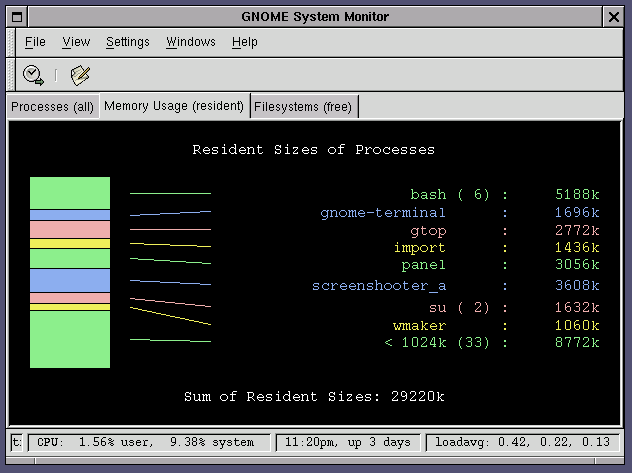 GNOME System Monitor
File View Settings Windows Help
Processes (all) Memory Usage (resident) Filesystems (free)
Resident Sizes of Processes
bash ( 6) : 5188k
gnome-terminal : 1696k
gtop : 2772k
import : 1436k
panel : 3056k
screenshooter_a : 3608k
su ( 2) : 1632k
wmaker : 1060k
< 1024k (33) : 8772k
Sum of Resident Sizes: 29220k
CPU: 1.56% user, 9.38% system 11:20pm, up 3 days loadavg: 0.42, 0.22, 0.13